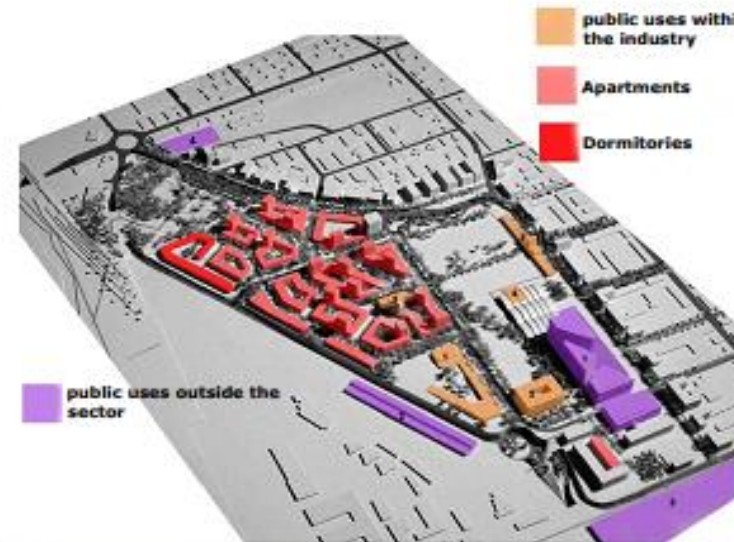 public uses withi
the industry
Apartments
Dormitories
public uses outside the
sector